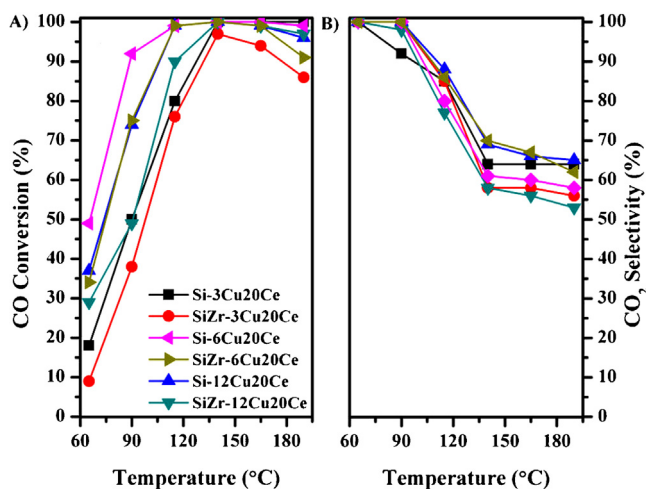 A)
B)
CO Conversion (%)
100
90
80
70
60
50
40
30
20
10
0
60 90 120 150 180
Temperature (°C)
Si-3Cu20Ce
SiZr-3Cu20Ce
Si-6Cu20Ce
SiZr-6Cu20Ce
Si-12Cu20Ce
SiZr-12Cu20Ce
60 90 120 150 180
Temperature (°C)
100
90
80
70
60
50
40
30
20
10
0
CO₂ Selectivity (%)